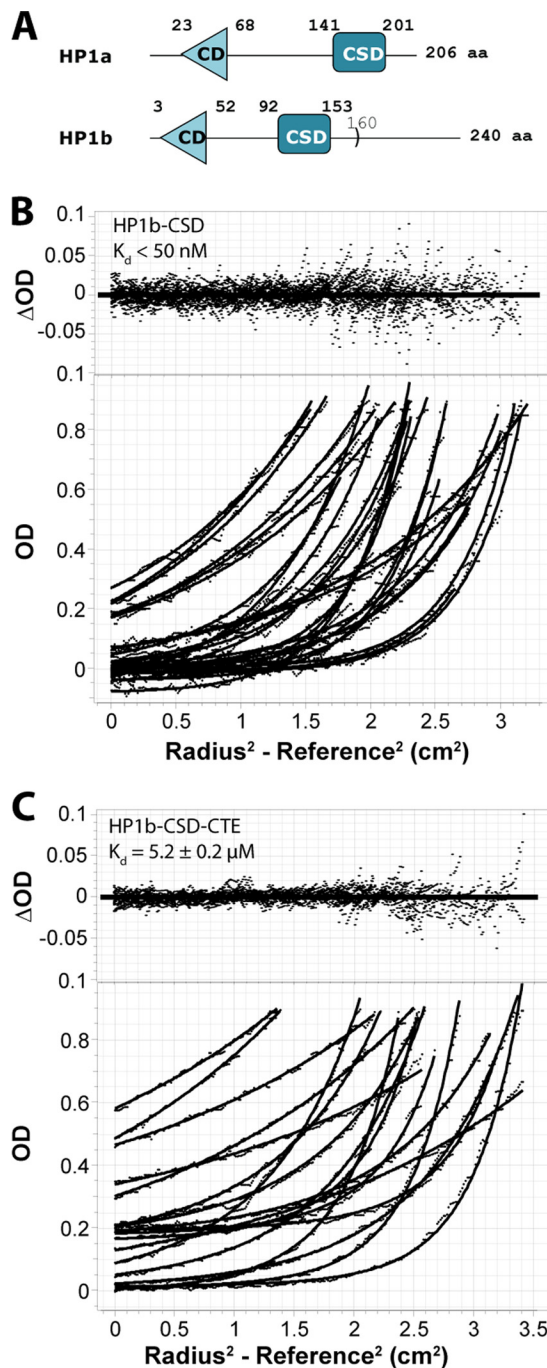 A
23 68 141 201
HP1a CD CSD 206 aa
3 52 92 153
160
HP1b CD CSD 240 aa
B
HP1b-CSD
Kd < 50 nM
0.1
0.05
0
-0.05
ΔOD
0.1
0.8
0.6
0.4
0.2
0
OD
0 0.5 1 1.5 2 2.5 3
Radius² - Reference² (cm²)
C
HP1b-CSD-CTE
Kd = 5.2 ± 0.2 μM
0.1
0.05
0
-0.05
ΔOD
0.1
0.8
0.6
0.4
0.2
0
OD
0 0.5 1 1.5 2 2.5 3 3.5
Radius² - Reference² (cm²)